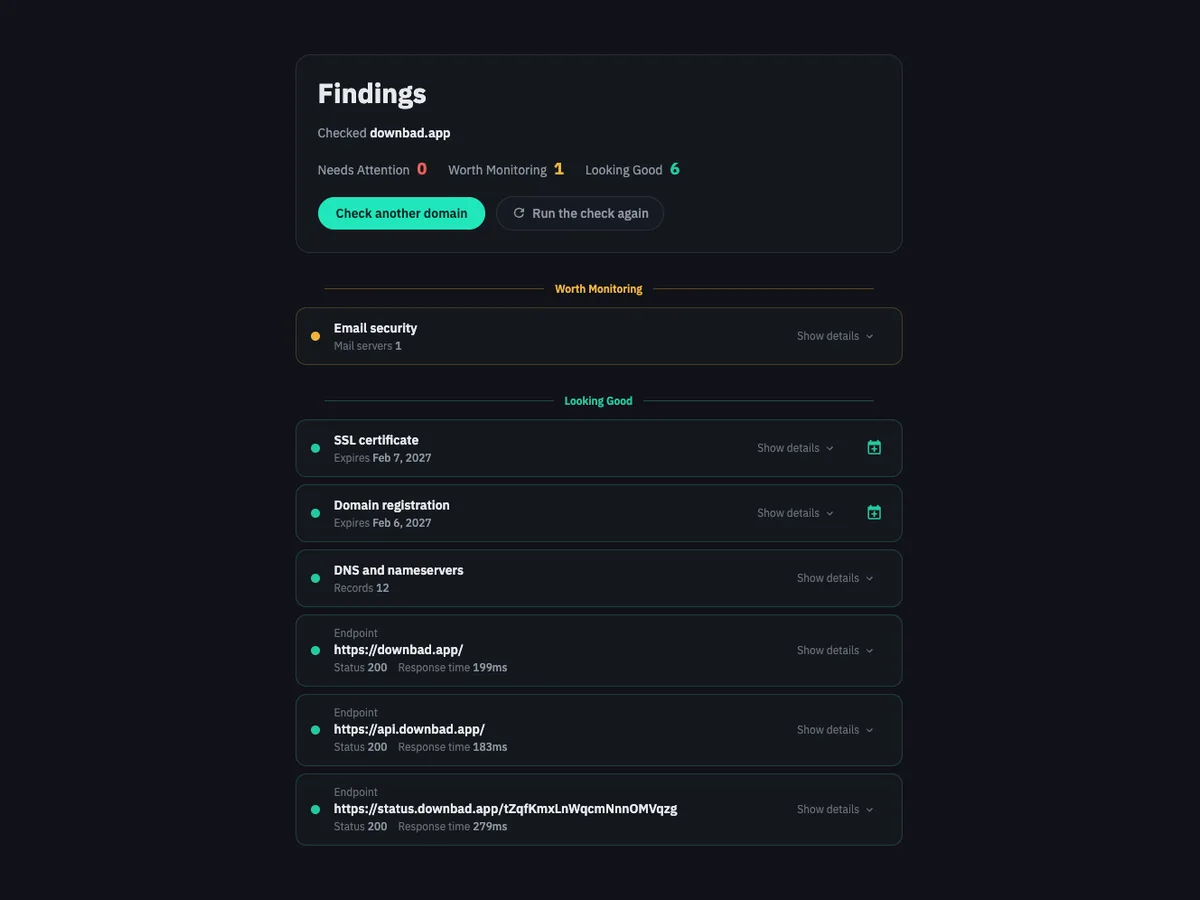 Findings
Checked downbad.app
Needs Attention 0 Worth Monitoring 1 Looking Good 6
Check another domain Run the check again
Worth Monitoring
Email security
Mail servers 1
Show details
Looking Good
SSL certificate
Expires Feb 7, 2027
Show details
Domain registration
Expires Feb 6, 2027
Show details
DNS and nameservers
Records 12
Show details
Endpoint
https://downbad.app/
Status 200 Response time 199ms
Show details
Endpoint
https://api.downbad.app/
Status 200 Response time 183ms
Show details
Endpoint
https://status.downbad.app/tZqfKmxLnWqcmNnnOMVqzg
Status 200 Response time 279ms
Show details